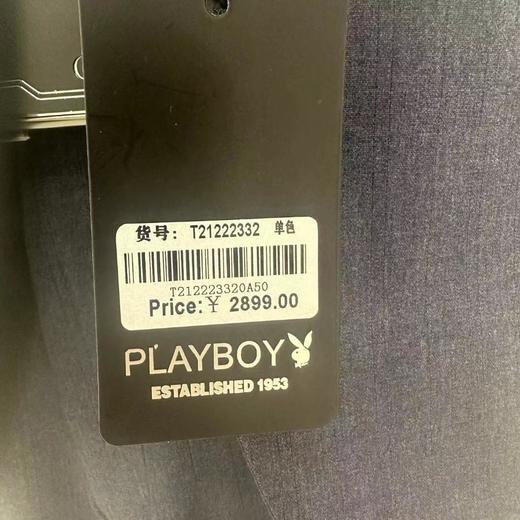 货号: T21222332 单色
T212223320A50
Price:￥ 2899.00
PLAYBOY
ESTABLISHED 1953